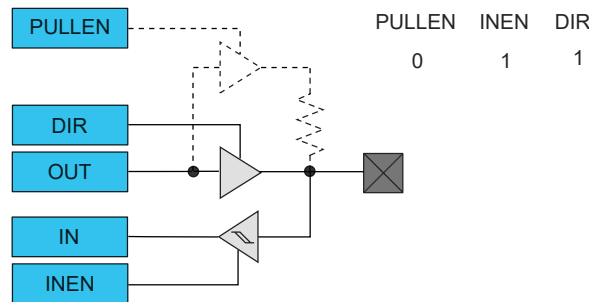 PULLEN
PULLEN INEN DIR
0 1 1
DIR
OUT
IN
INEN